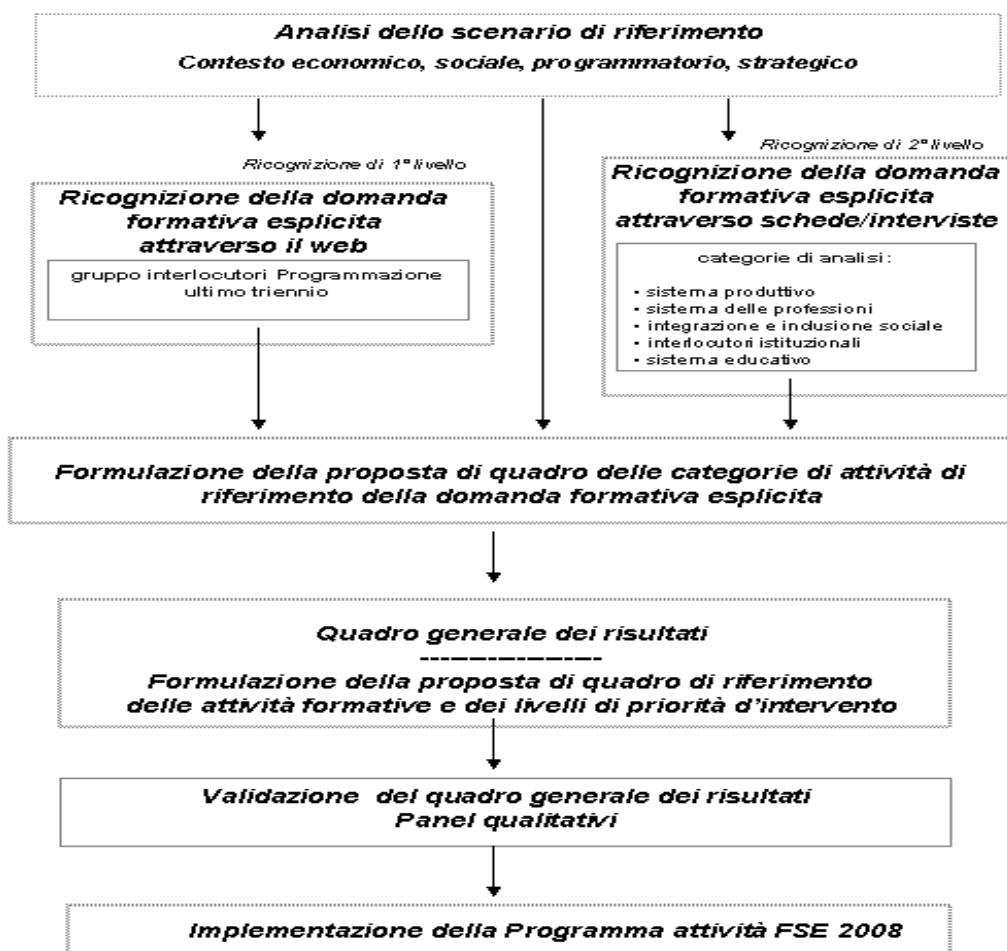 Analisi dello scenario di riferimento
Contesto economico, sociale, programmatorio, strategico
Ricognizione di 1° livello
Ricognizione della domanda
formativa esplicita
attraverso il web
gruppo interlocutori Programmazione
ultimo triennio
Ricognizione di 2° livello
Ricognizione della domanda
formativa esplicita
attraverso schede/interviste
categorie di analisi:
• sistema produttivo
• sistema delle professioni
• integrazione e inclusione sociale
• interlocutori istituzionali
• sistema educativo
Formulazione della proposta di quadro delle categorie di attività di
riferimento della domanda formativa esplicita
Quadro generale dei risultati
--------------------
Formulazione della proposta di quadro di riferimento
delle attività formative e dei livelli di priorità d'intervento
Validazione del quadro generale dei risultati
Panel qualitativi
Implementazione della Programma attività FSE 2008